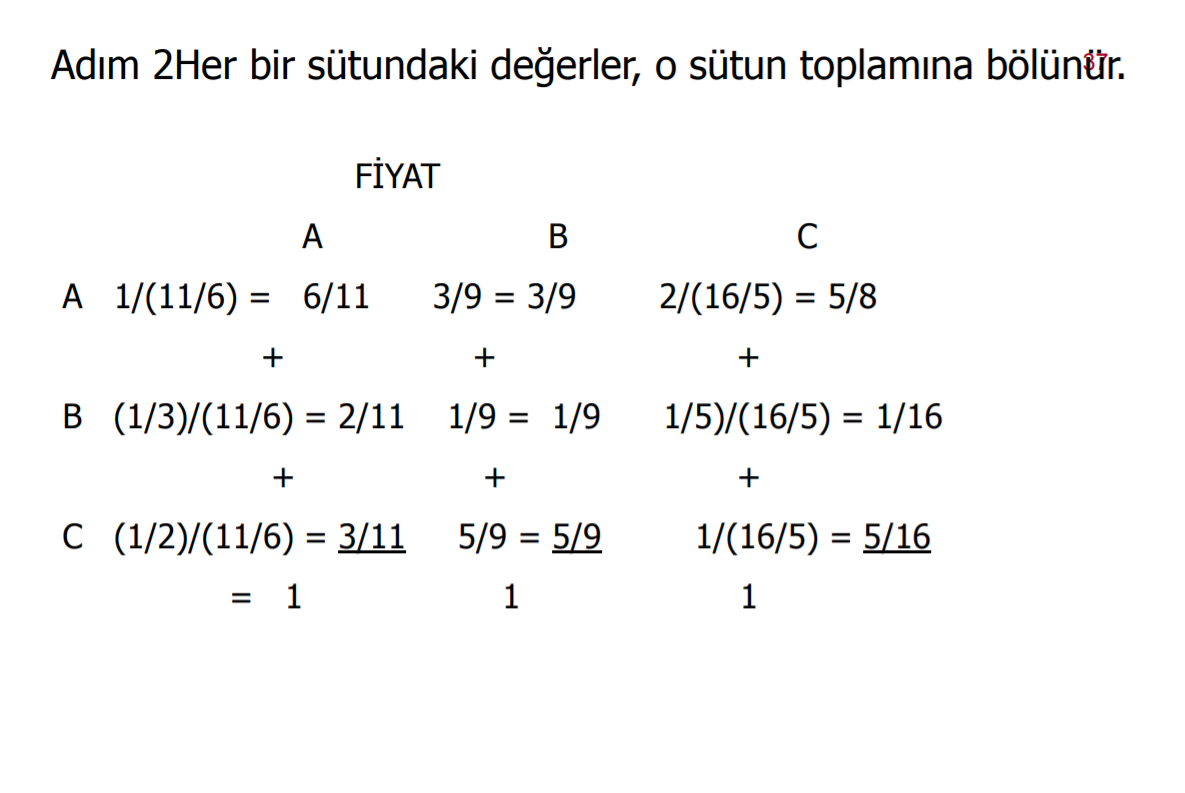 Adım 2Her bir sütundaki değerler, o sütun toplamına bölünür.
37
FİYAT
A B C
A 1/(11/6) = 6/11 3/9 = 3/9 2/(16/5) = 5/8
+ + +
B (1/3)/(11/6) = 2/11 1/9 = 1/9 1/5)/(16/5) = 1/16
+ + +
C (1/2)/(11/6) = 3/11 5/9 = 5/9 1/(16/5) = 5/16
= 1 1 1